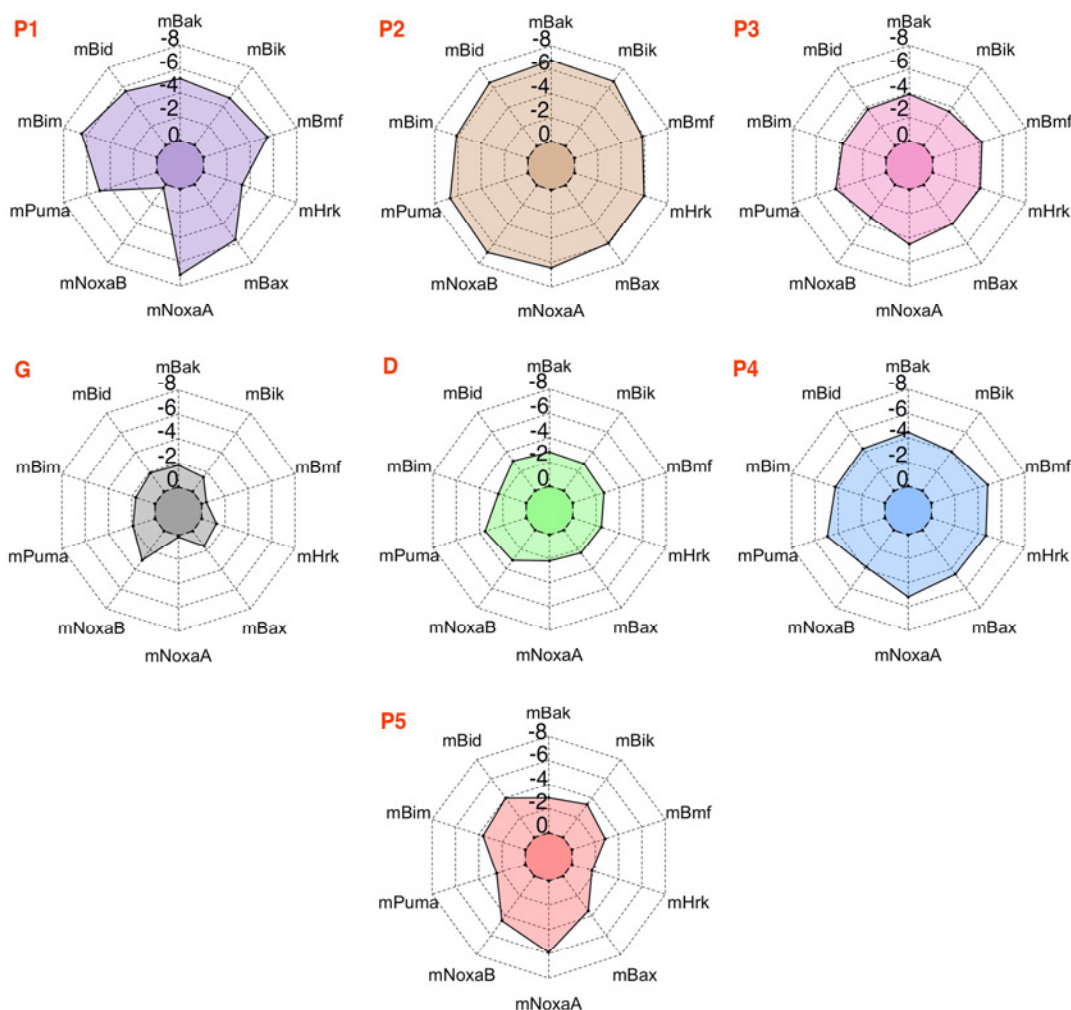 P1
mBak
-8
-6
-4
-2
0
mBik
mBmf
mHrk
mBax
mNoxaA
mNoxaB
mPuma
mBim
mBid
P2
mBak
-8
-6
-4
-2
0
mBik
mBmf
mHrk
mBax
mNoxaA
mNoxaB
mPuma
mBim
mBid
P3
mBak
-8
-6
-4
-2
0
mBik
mBmf
mHrk
mBax
mNoxaA
mNoxaB
mPuma
mBim
mBid
G
mBak
-8
-6
-4
-2
0
mBik
mBmf
mHrk
mBax
mNoxaA
mNoxaB
mPuma
mBim
mBid
D
mBak
-8
-6
-4
-2
0
mBik
mBmf
mHrk
mBax
mNoxaA
mNoxaB
mPuma
mBim
mBid
P4
mBak
-8
-6
-4
-2
0
mBik
mBmf
mHrk
mBax
mNoxaA
mNoxaB
mPuma
mBim
mBid
P5
mBak
-8
-6
-4
-2
0
mBik
mBmf
mHrk
mBax
mNoxaA
mNoxaB
mPuma
mBim
mBid